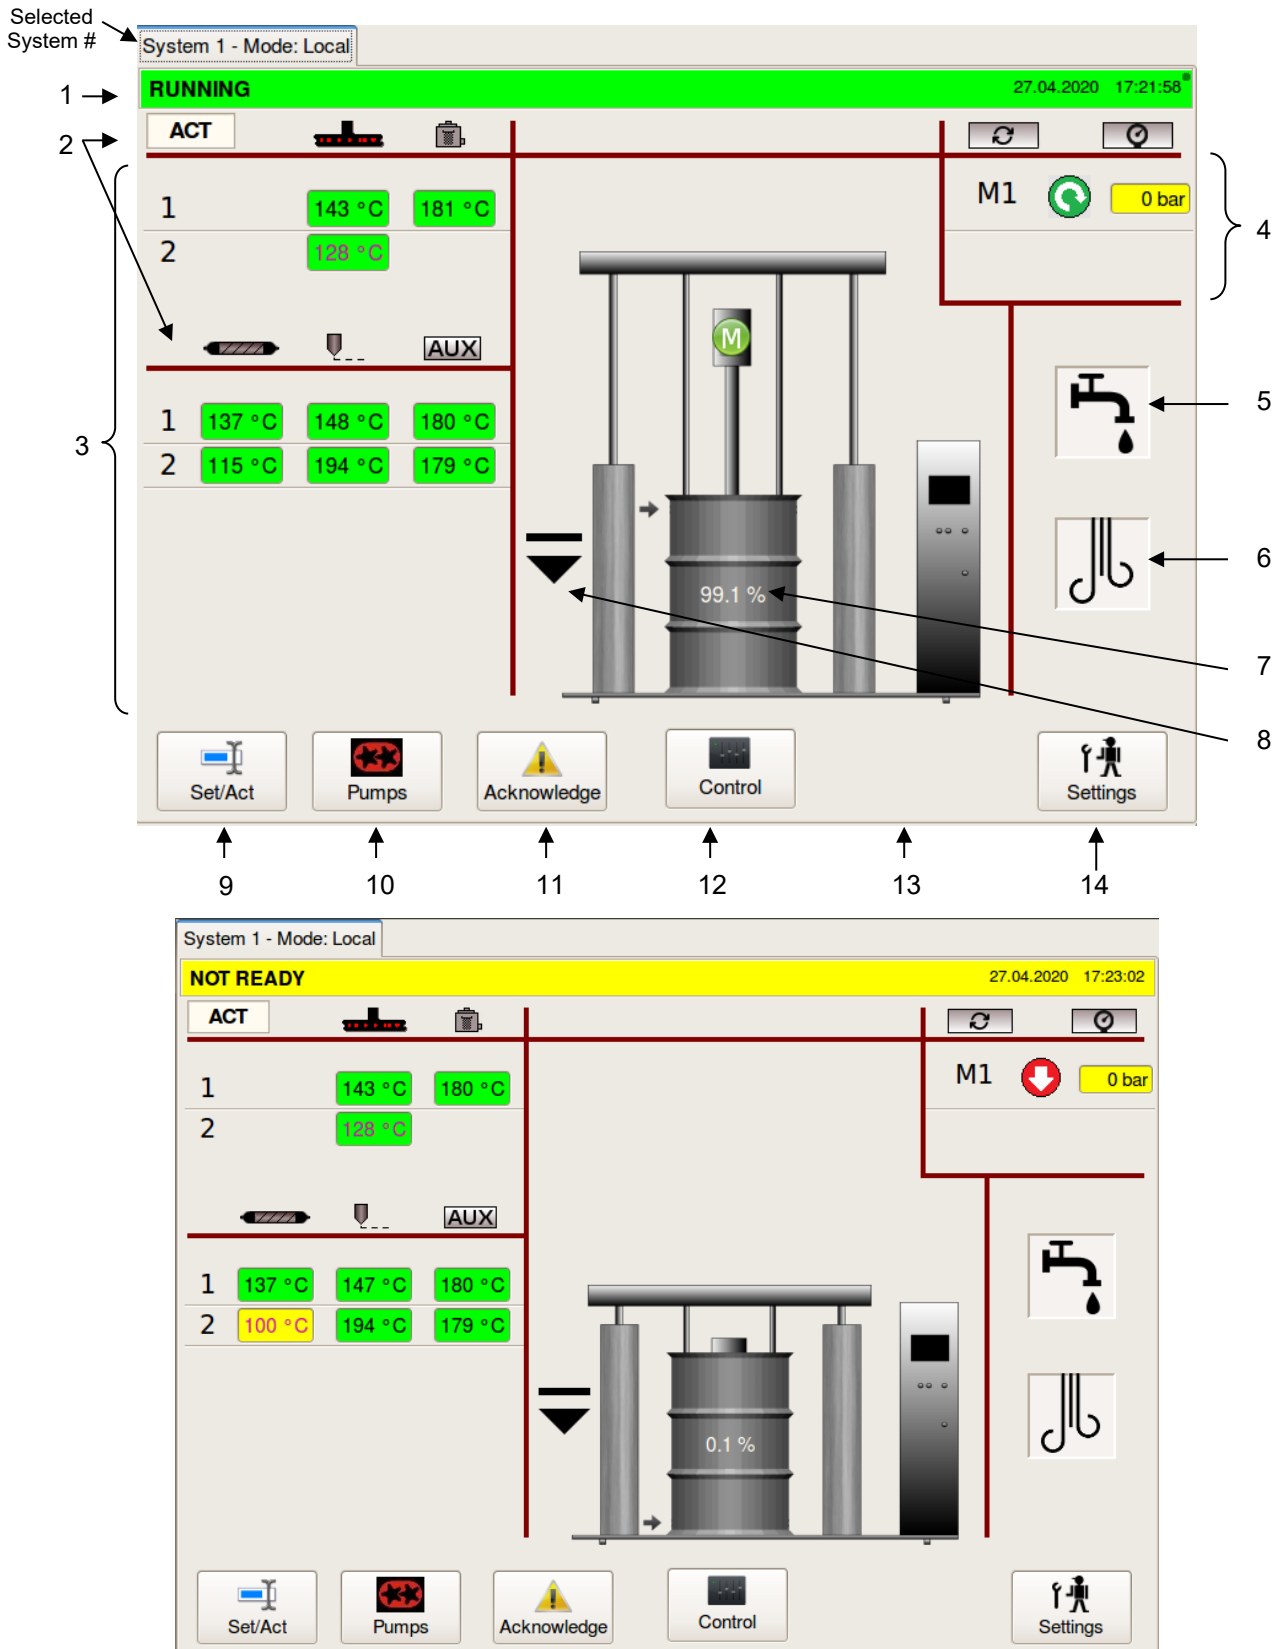 Selected
System #
System 1 - Mode: Local
1
RUNNING
27.04.2020 17:21:58
2
ACT
1
143 °C
181 °C
M1
0 bar
4
2
128 °C
M
AUX
3
1
137 °C
148 °C
180 °C
5
2
115 °C
194 °C
179 °C
6
99.1 %
7
8
Set/Act
Pumps
Acknowledge
Control
Settings
9
10
11
12
13
14
System 1 - Mode: Local
NOT READY
27.04.2020 17:23:02
ACT
1
143 °C
180 °C
M1
0 bar
2
128 °C
AUX
1
137 °C
147 °C
180 °C
2
100 °C
194 °C
179 °C
0.1 %
Set/Act
Pumps
Acknowledge
Control
Settings